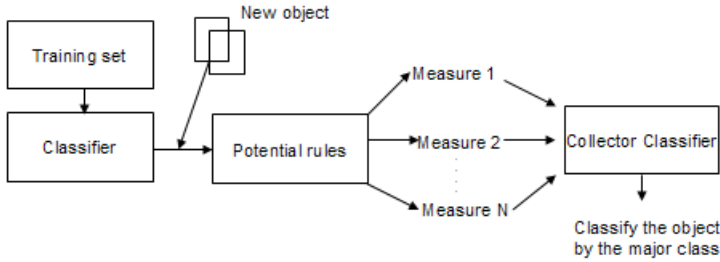 New object
Training set
Measure 1
Classifier
Potential rules
Measure 2
Collector Classifier
Measure N
Classify the object
by the major class